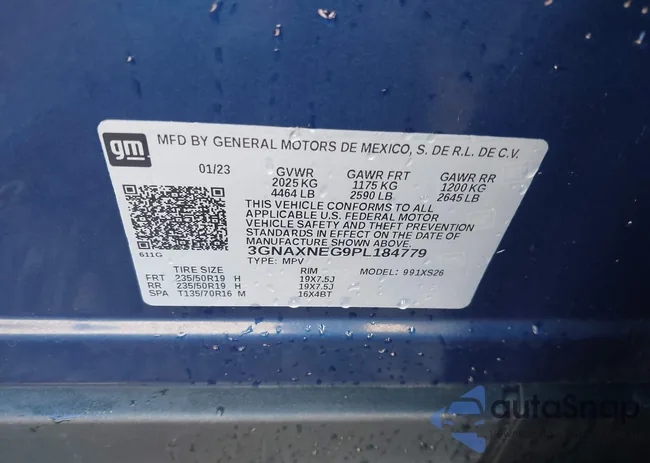 gm MFD BY GENERAL MOTORS DE MEXICO, S. DE R.L. DE C.V.
01/23 GVWR GAWR FRT GAWR RR
2025 KG 1175 KG 1200 KG
4464 LB 2590 LB 2645 LB
THIS VEHICLE CONFORMS TO ALL
APPLICABLE U.S. FEDERAL MOTOR
VEHICLE SAFETY AND THEFT PREVENTION
STANDARDS IN EFFECT ON THE DATE OF
MANUFACTURE SHOWN ABOVE.
611G 3GNAXNEG9PL184779
TYPE: MPV MODEL: 991XS26
TIRE SIZE RIM
FRT 235/50R19 H 19X7.5J
RR 235/50R19 H 19X7.5J
SPA T135/70R16 M 16X4BT
autoSnap